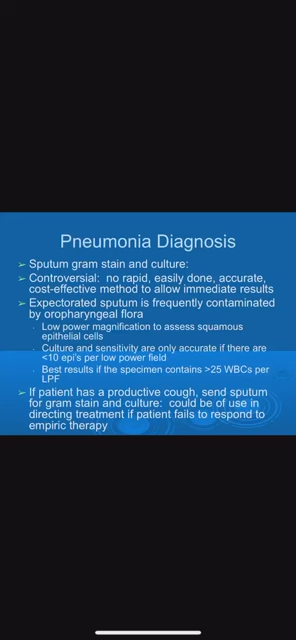 Pneumonia Diagnosis
➢ Sputum gram stain and culture:
➢ Controversial: no rapid, easily done, accurate,
cost-effective method to allow immediate results
➢ Expectorated sputum is frequently contaminated
by oropharyngeal flora
· Low power magnification to assess squamous
epithelial cells
· Culture and sensitivity are only accurate if there are
<10 epi's per low power field
· Best results if the specimen contains >25 WBCs per
LPF
➢ If patient has a productive cough, send sputum
for gram stain and culture: could be of use in
directing treatment if patient fails to respond to
empiric therapy